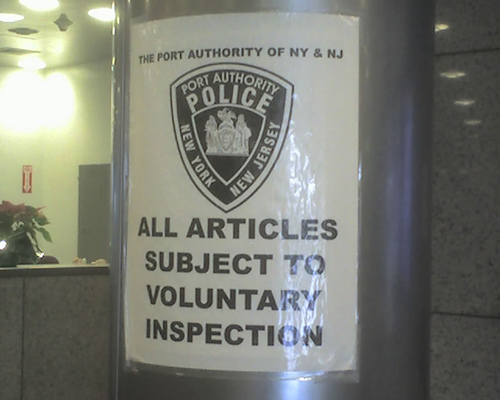 THE PORT AUTHORITY OF NY & NJ
PORT AUTHORITY
POLICE
NEW YORK
NEW JERSEY
ALL ARTICLES
SUBJECT TO
VOLUNTARY
INSPECTION